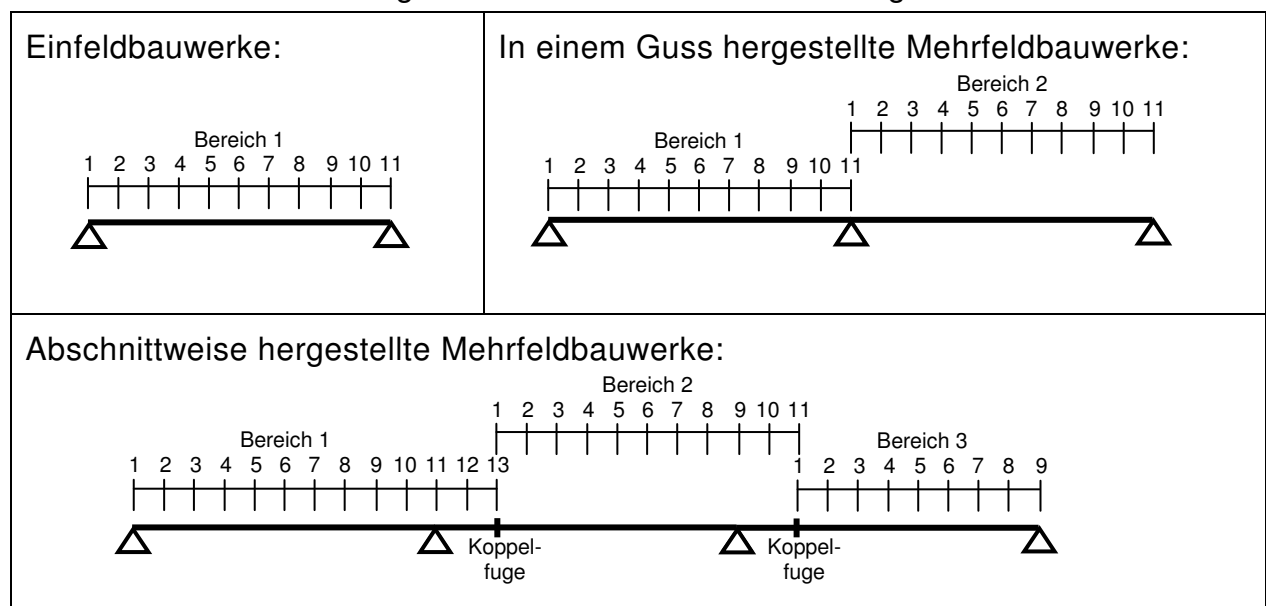 Einfeldbauwerke:
Bereich 1
1 2 3 4 5 6 7 8 9 10 11
In einem Guss hergestellte Mehrfeldbauwerke:
Bereich 2
1 2 3 4 5 6 7 8 9 10 11
Bereich 1
1 2 3 4 5 6 7 8 9 10 11
Abschnittweise hergestellte Mehrfeldbauwerke:
Bereich 2
1 2 3 4 5 6 7 8 9 10 11
Bereich 1
1 2 3 4 5 6 7 8 9 10 11 12 13
Bereich 3
1 2 3 4 5 6 7 8 9
Koppel-
fuge
Koppel-
fuge